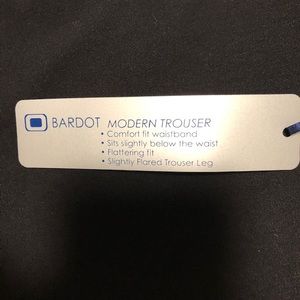 BARDOT MODERN TROUSER
• Comfort fit waistband
• Sits slightly below the waist
• Flattering fit
• Slightly Flared Trouser Leg